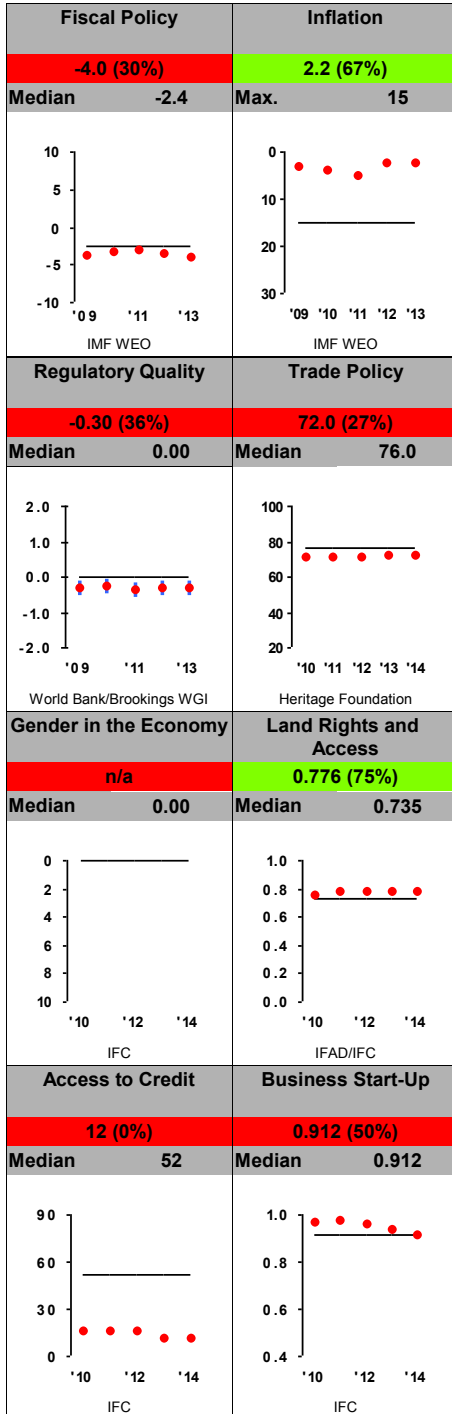 Fiscal Policy
-4.0 (30%)
Median -2.4
10
5
0
-5
-10
'0 9 '11 '13
IMF WEO
Inflation
2.2 (67%)
Max. 15
0
10
20
30
'09 '10 '11 '12 '13
IMF WEO
Regulatory Quality
-0.30 (36%)
Median 0.00
2.0
1.0
0.0
-1.0
-2.0
'0 9 '11 '13
World Bank/Brookings WGI
Trade Policy
72.0 (27%)
Median 76.0
100
80
60
40
20
'10 '11 '12 '13 '14
Heritage Foundation
Gender in the Economy
n/a
Median 0.00
0
2
4
6
8
10
'10 '12 '14
IFC
Land Rights and
Access
0.776 (75%)
Median 0.735
1.0
0.8
0.6
0.4
0.2
0.0
'10 '12 '14
IFAD/IFC
Access to Credit
12 (0%)
Median 52
90
60
30
0
'10 '12 '14
IFC
Business Start-Up
0.912 (50%)
Median 0.912
1.0
0.8
0.6
0.4
'10 '12 '14
IFC